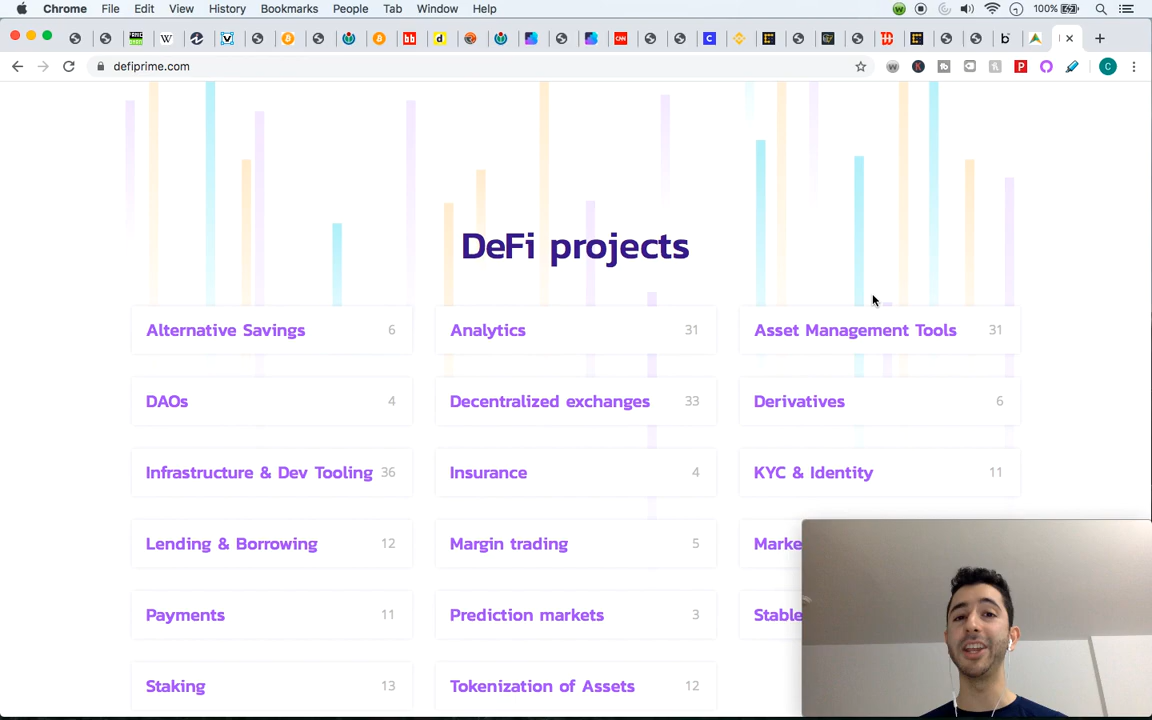 Chrome File Edit View History Bookmarks People Tab Window Help 100%
defiprime.com
DeFi projects
Alternative Savings 6
Analytics 31
Asset Management Tools 31
DAOs 4
Decentralized exchanges 33
Derivatives 6
Infrastructure & Dev Tooling 36
Insurance 4
KYC & Identity 11
Lending & Borrowing 12
Margin trading 5
Marke
Payments 11
Prediction markets 3
Stable
Staking 13
Tokenization of Assets 12